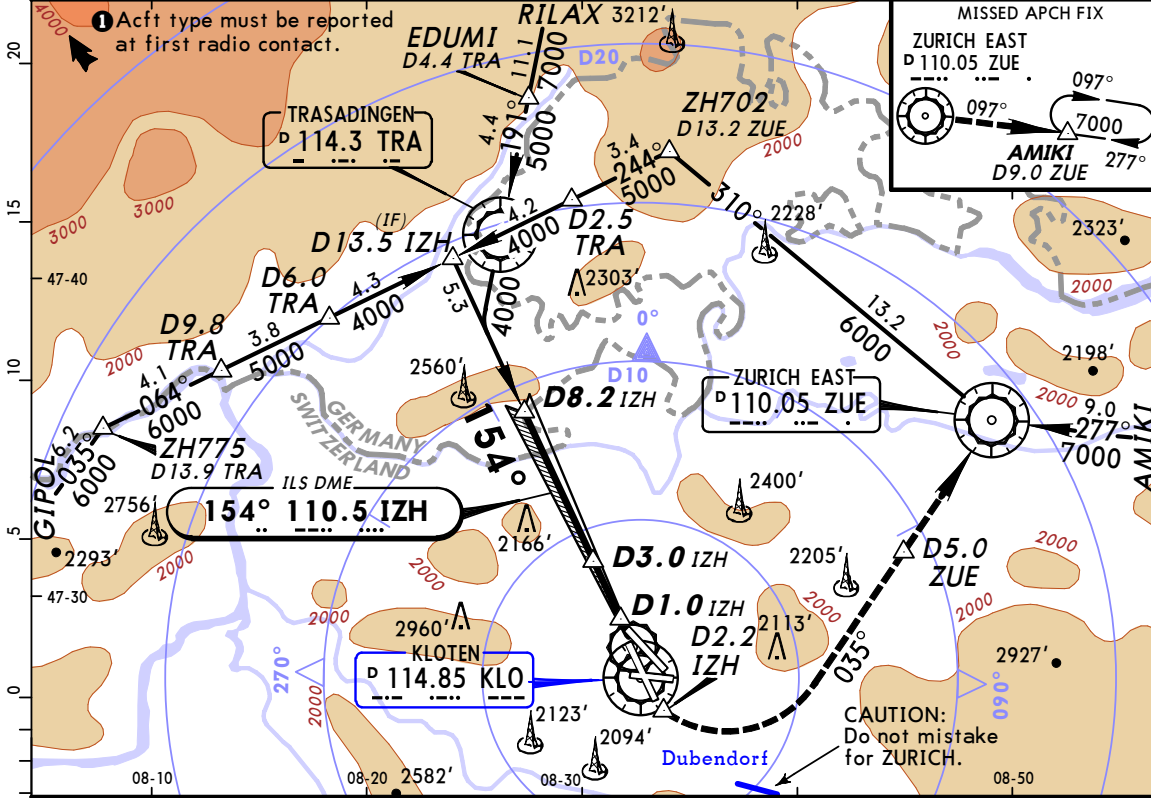 ❶ Acft type must be reported
at first radio contact.
4000
RILAX
3212'
EDUMI
D4.4 TRA
11.1
7000
D20
MISSED APCH FIX
ZURICH EAST
D 110.05 ZUE
097°
097°
7000
277°
AMIKI
D9.0 ZUE
20
TRASADINGEN
D 114.3 TRA
4.4
191°
5000
ZH702
D13.2 ZUE
2000
3.4
244°
5000
3000
3000
15
(IF)
D13.5 IZH
4.2
4000
D2.5
TRA
310°
2228'
2323'
47-40
D6.0
TRA
4.3
4000
5.3
4000
2303'
2000
13.2
6000
D9.8
TRA
3.8
5000
0°
2000
2000
2198'
10
4.1
064°
6000
2560'
D10
ZURICH EAST
D 110.05 ZUE
2000
D8.2 IZH
GERMANY
SWITZERLAND
154°
9.0
277°
7000
AMIKI
GIPOL
6.2
035°
6000
ZH775
D13.9 TRA
ILS DME
154° 110.5 IZH
2756'
2400'
5
2293'
2000
2166'
2000
D3.0 IZH
2205'
D5.0
ZUE
2000
47-30
2000
D1.0 IZH
2000
2000
2960'
D2.2
IZH
2113'
KLOTEN
D 114.85 KLO
035°
2927'
0
270°
2000
090°
2123'
2094'
CAUTION:
Do not mistake
for ZURICH.
Dubendorf
08-10
08-20
2582'
08-30
08-50